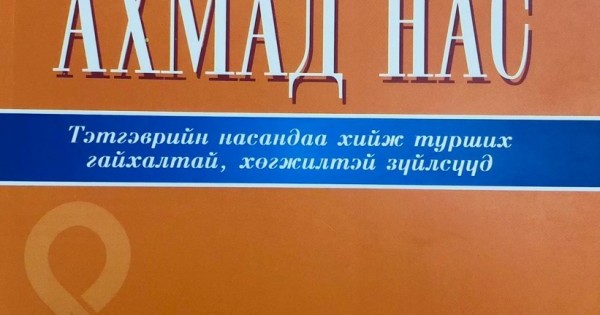 АХМАД НАС
Тэтгэврийн насандаа хийж турших
гайхалтай, хөгжилтэй зүйлсүүд